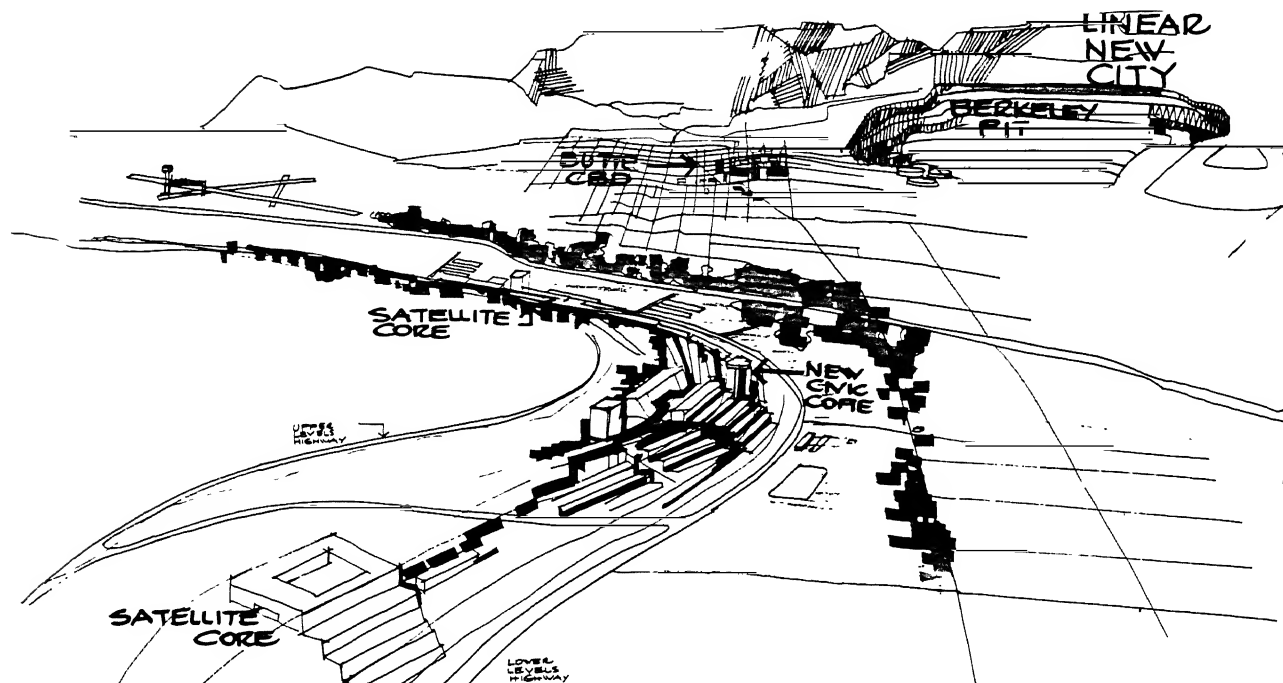 LINEAR
NEW
CITY
BERKELEY
PIT
BUTTE
CBD
SATELLITE
CORE
NEW
CIVIC
CORE
UPPER
LEVELS
HIGHWAY
SATELLITE
CORE
LOWER
LEVELS
HIGHWAY